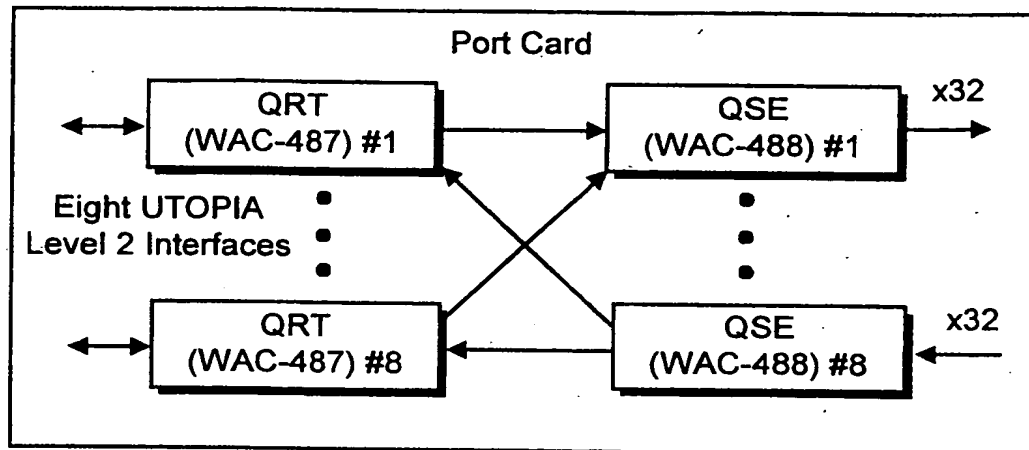 Port Card
QRT
(WAC-487) #1
QSE
(WAC-488) #1
x32
Eight UTOPIA
Level 2 Interfaces
QRT
(WAC-487) #8
QSE
(WAC-488) #8
x32